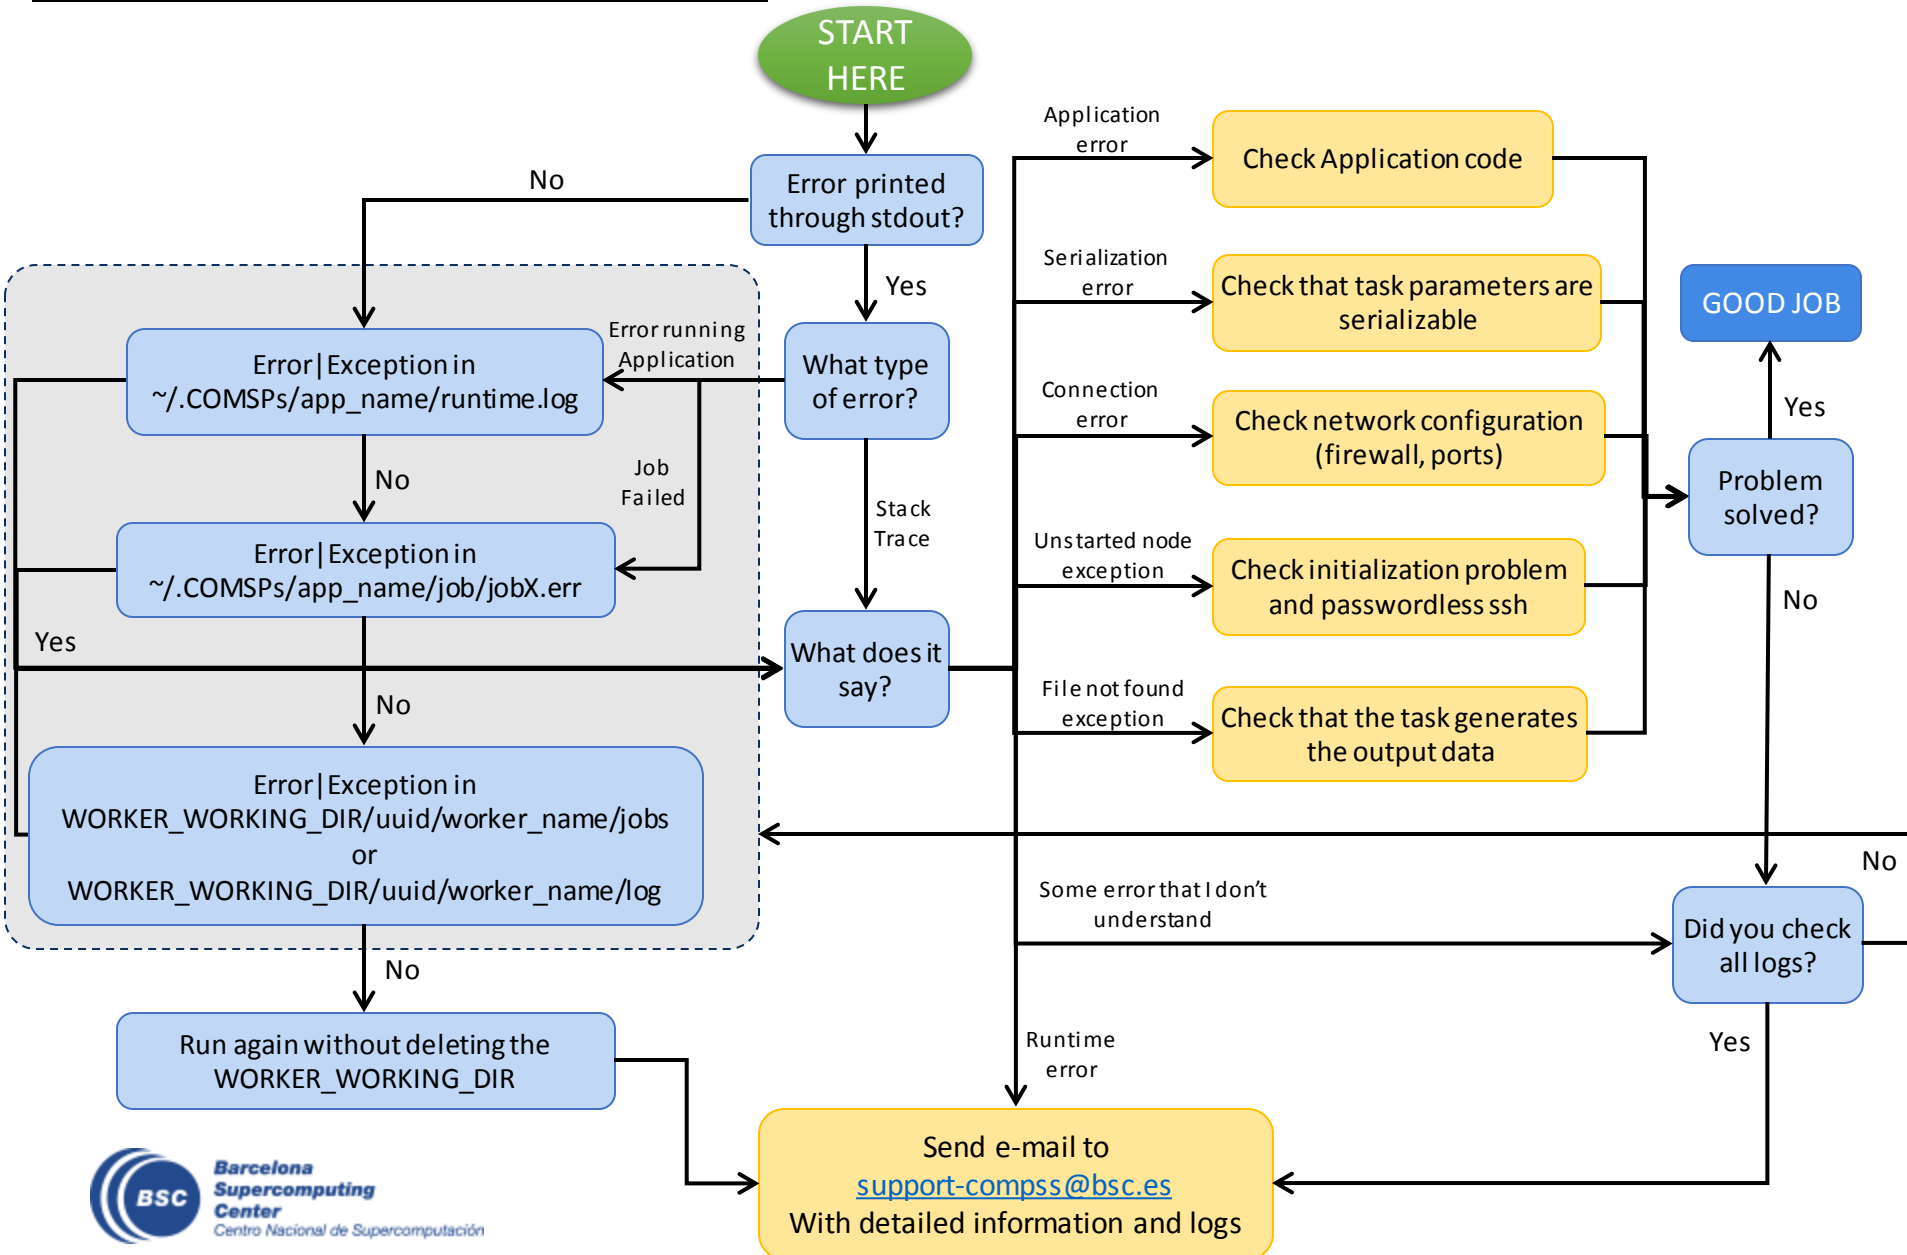 START
HERE
Error printed
through stdout?
No
Yes
Application
error
Check Application code
Serialization
error
Check that task parameters are
serializable
GOOD JOB
Error|Exception in
~/.COMSPs/app_name/runtime.log
Error running
Application
What type
of error?
Connection
error
Check network configuration
(firewall, ports)
Yes
Problem
solved?
No
Job
Failed
Stack
Trace
Error|Exception in
~/.COMSPs/app_name/job/jobX.err
Unstarted node
exception
Check initialization problem
and passwordless ssh
No
Yes
What does it
say?
No
File not found
exception
Check that the task generates
the output data
Error|Exception in
WORKER_WORKING_DIR/uuid/worker_name/jobs
or
WORKER_WORKING_DIR/uuid/worker_name/log
No
Some error that I don't
understand
Did you check
all logs?
No
Run again without deleting the
WORKER_WORKING_DIR
Runtime
error
Yes
Send e-mail to
support-compss@bsc.es
With detailed information and logs
BSC
Barcelona
Supercomputing
Center
Centro Nacional de Supercomputación